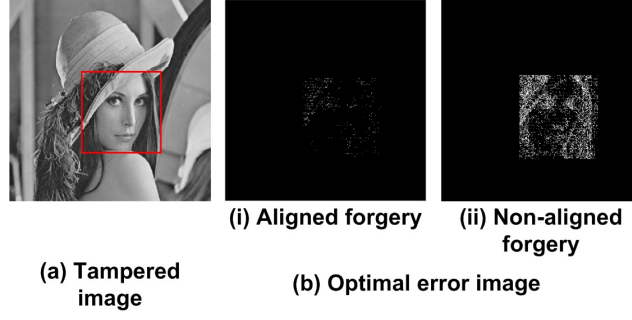 (i) Aligned forgery
(ii) Non-aligned
forgery
(a) Tampered
image
(b) Optimal error image